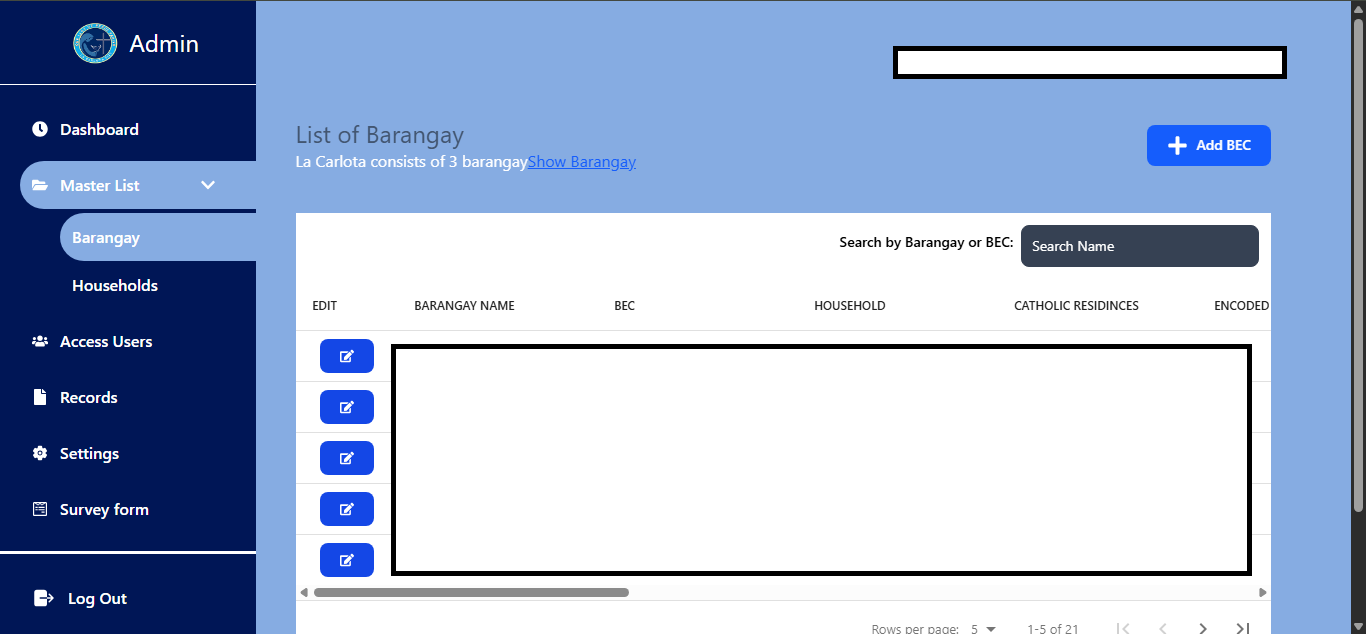 Admin
Dashboard
Master List
Barangay
Households
Access Users
Records
Settings
Survey form
Log Out
List of Barangay
La Carlota consists of 3 barangayShow Barangay
Add BEC
Search by Barangay or BEC: Search Name
EDIT BARANGAY NAME BEC HOUSEHOLD CATHOLIC RESIDINCES ENCODED
Rows per page: 5 1-5 of 21